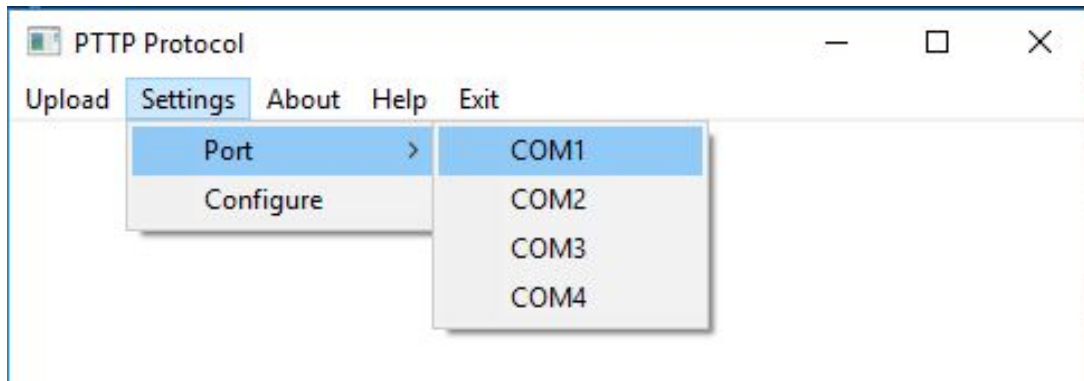 PTTP Protocol
Upload Settings About Help Exit
Port > COM1
Configure COM2
COM3
COM4